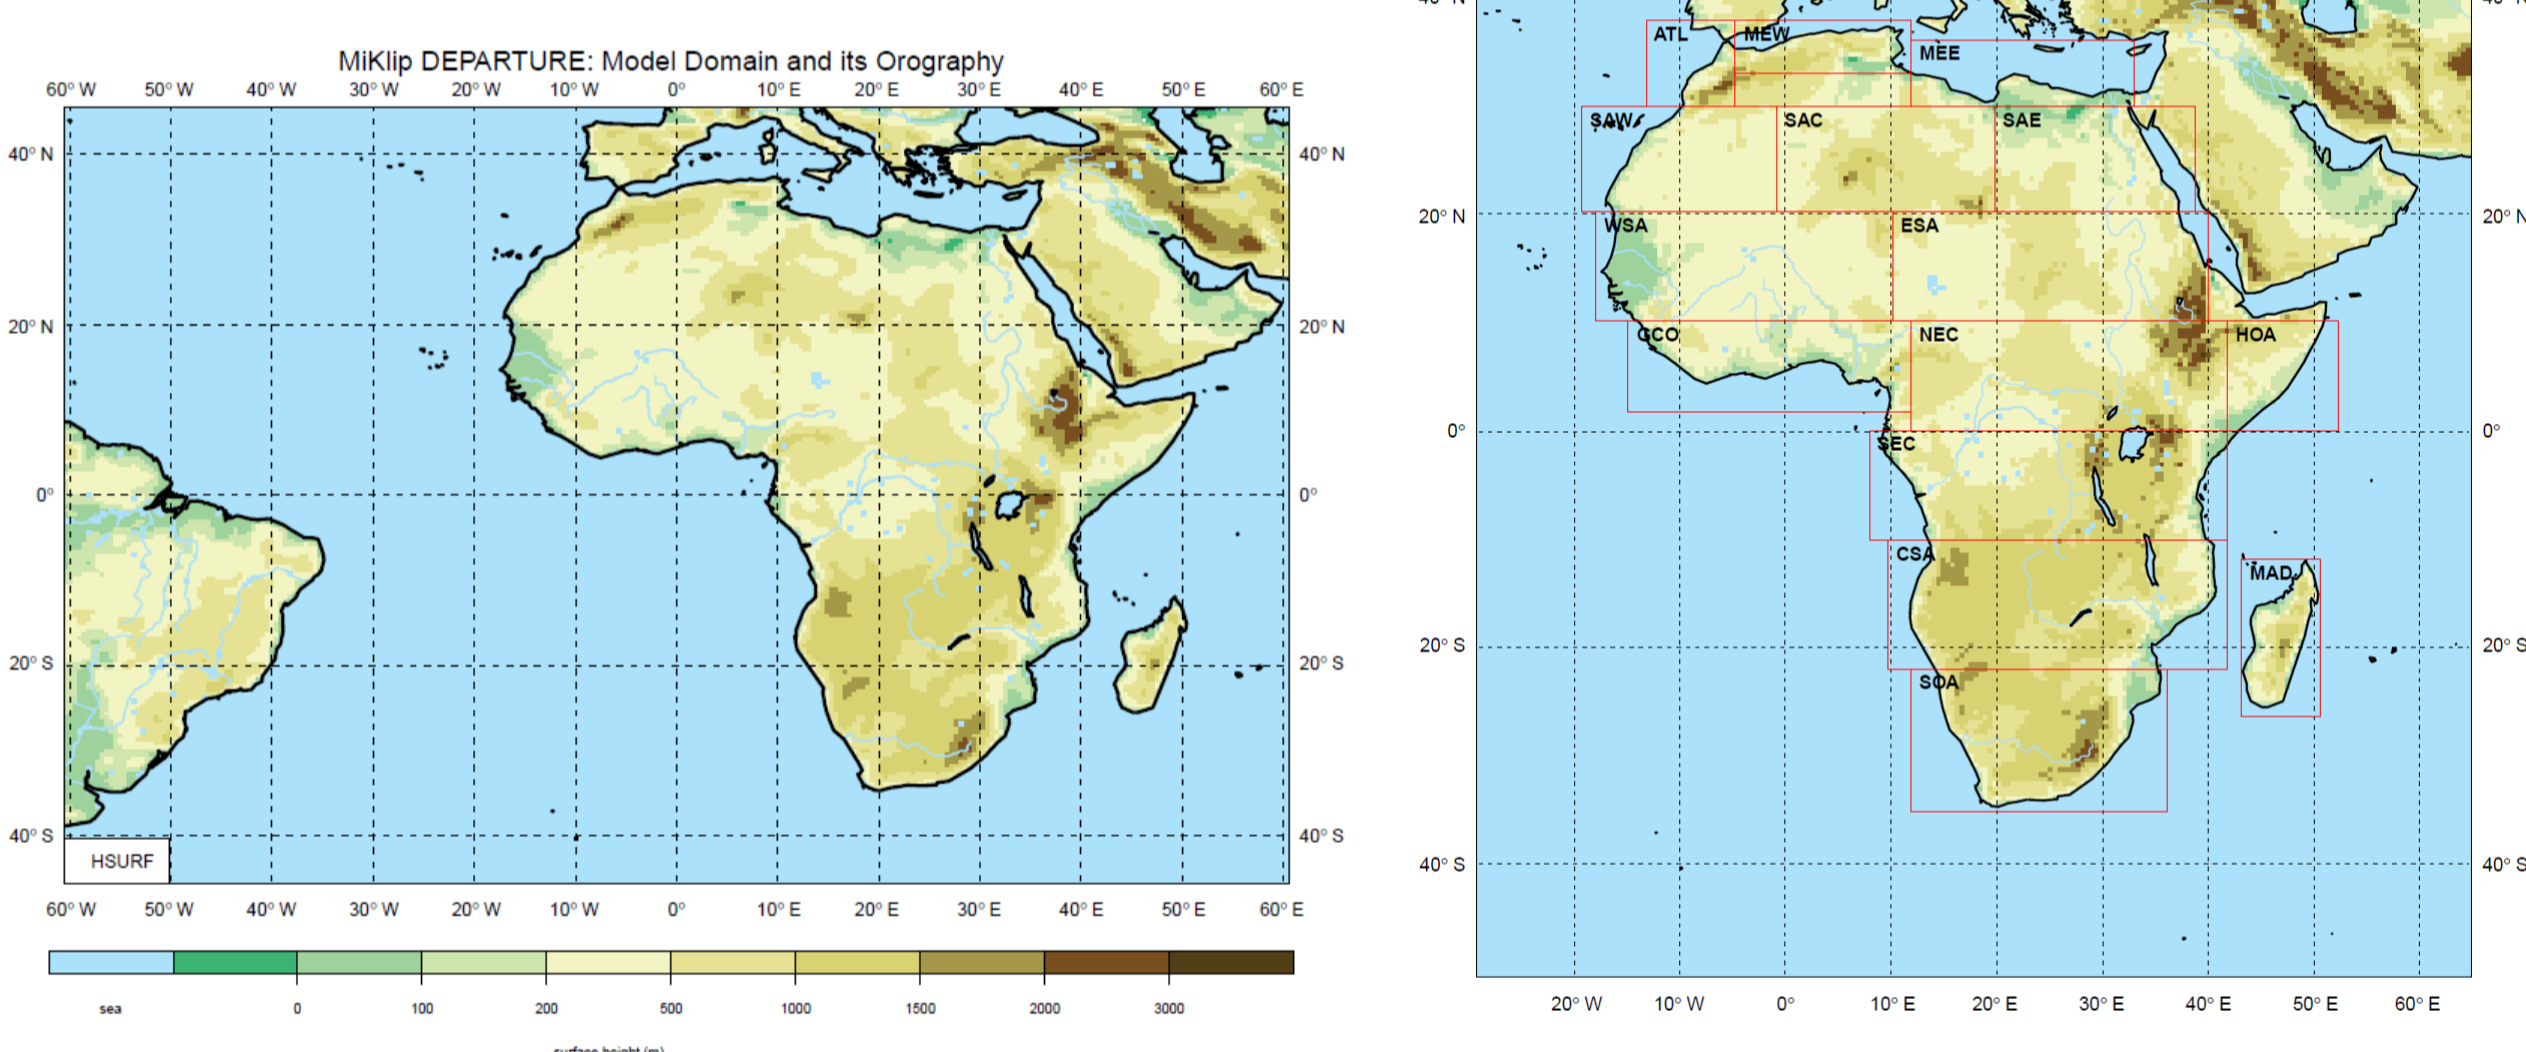 MiKlip DEPARTURE: Model Domain and its Orography
60° W 50° W 40° W 30° W 20° W 10° W 0° 10° E 20° E 30° E 40° E 50° E 60° E
40° N 40° N
20° N 20° N
0° 0°
20° S 20° S
40° S 40° S
HSURF
60° W 50° W 40° W 30° W 20° W 10° W 0° 10° E 20° E 30° E 40° E 50° E 60° E
sea 0 100 200 500 1000 1500 2000 3000
surface height (m)
ATL MEW
MEE
SAW SAC SAE
20° N 20° N
WSA ESA
GCO NEC HOA
0° 0°
SEC
CSA
MAD
20° S 20° S
SOA
40° S 40° S
20° W 10° W 0° 10° E 20° E 30° E 40° E 50° E 60° E